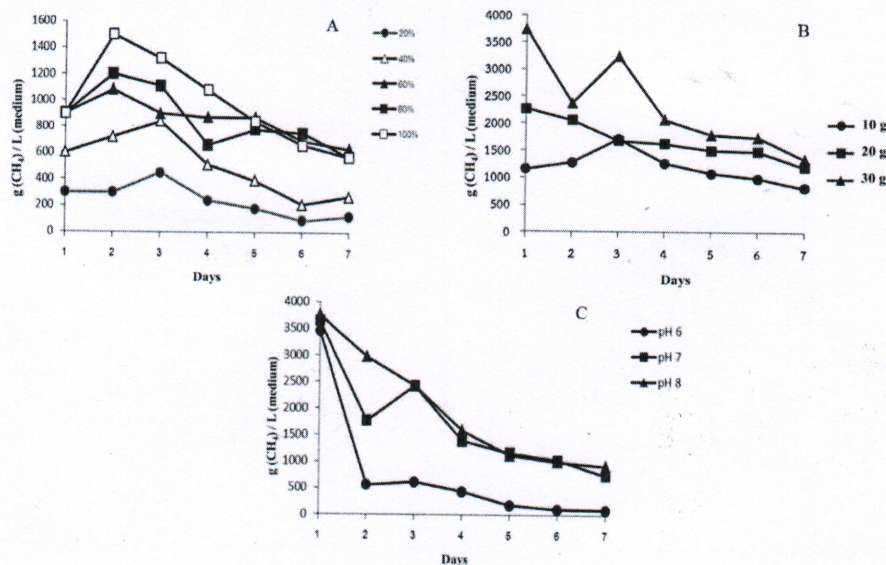 A
1600
1400
1200
1000
800
600
400
200
0
g (CH₄) / L (medium)
1 2 3 4 5 6 7
Days
20%
40%
60%
80%
100%
B
4000
3500
3000
2500
2000
1500
1000
500
0
g (CH₄) / L (medium)
1 2 3 4 5 6 7
Days
10 g
20 g
30 g
C
4000
3500
3000
2500
2000
1500
1000
500
0
g (CH₄) / L (medium)
1 2 3 4 5 6 7
Days
pH 6
pH 7
pH 8